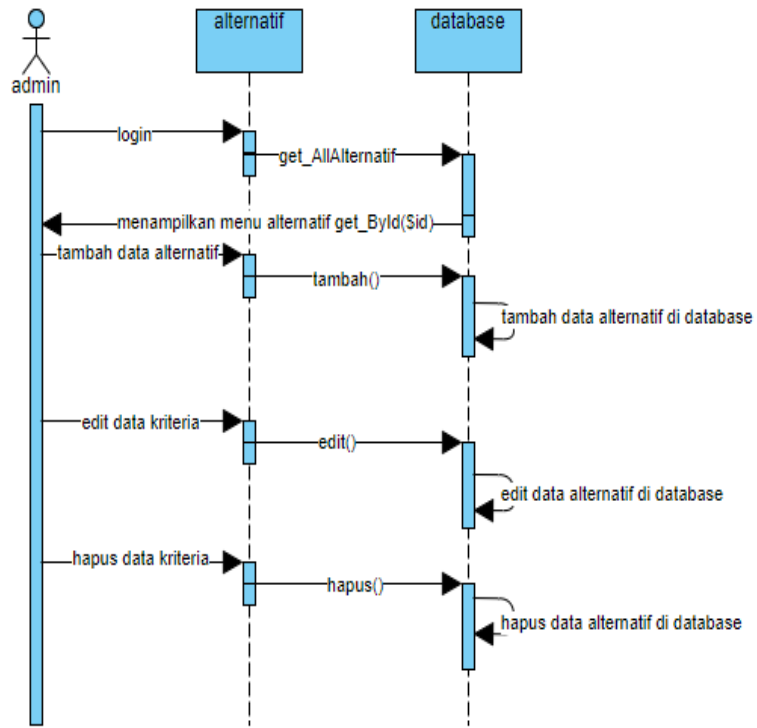 alternatif
database
admin
login
get_AllAlternatif
menampilkan menu alternatif get_ById($id)
tambah data alternatif
tambah()
tambah data alternatif di database
edit data kriteria
edit()
edit data alternatif di database
hapus data kriteria
hapus()
hapus data alternatif di database